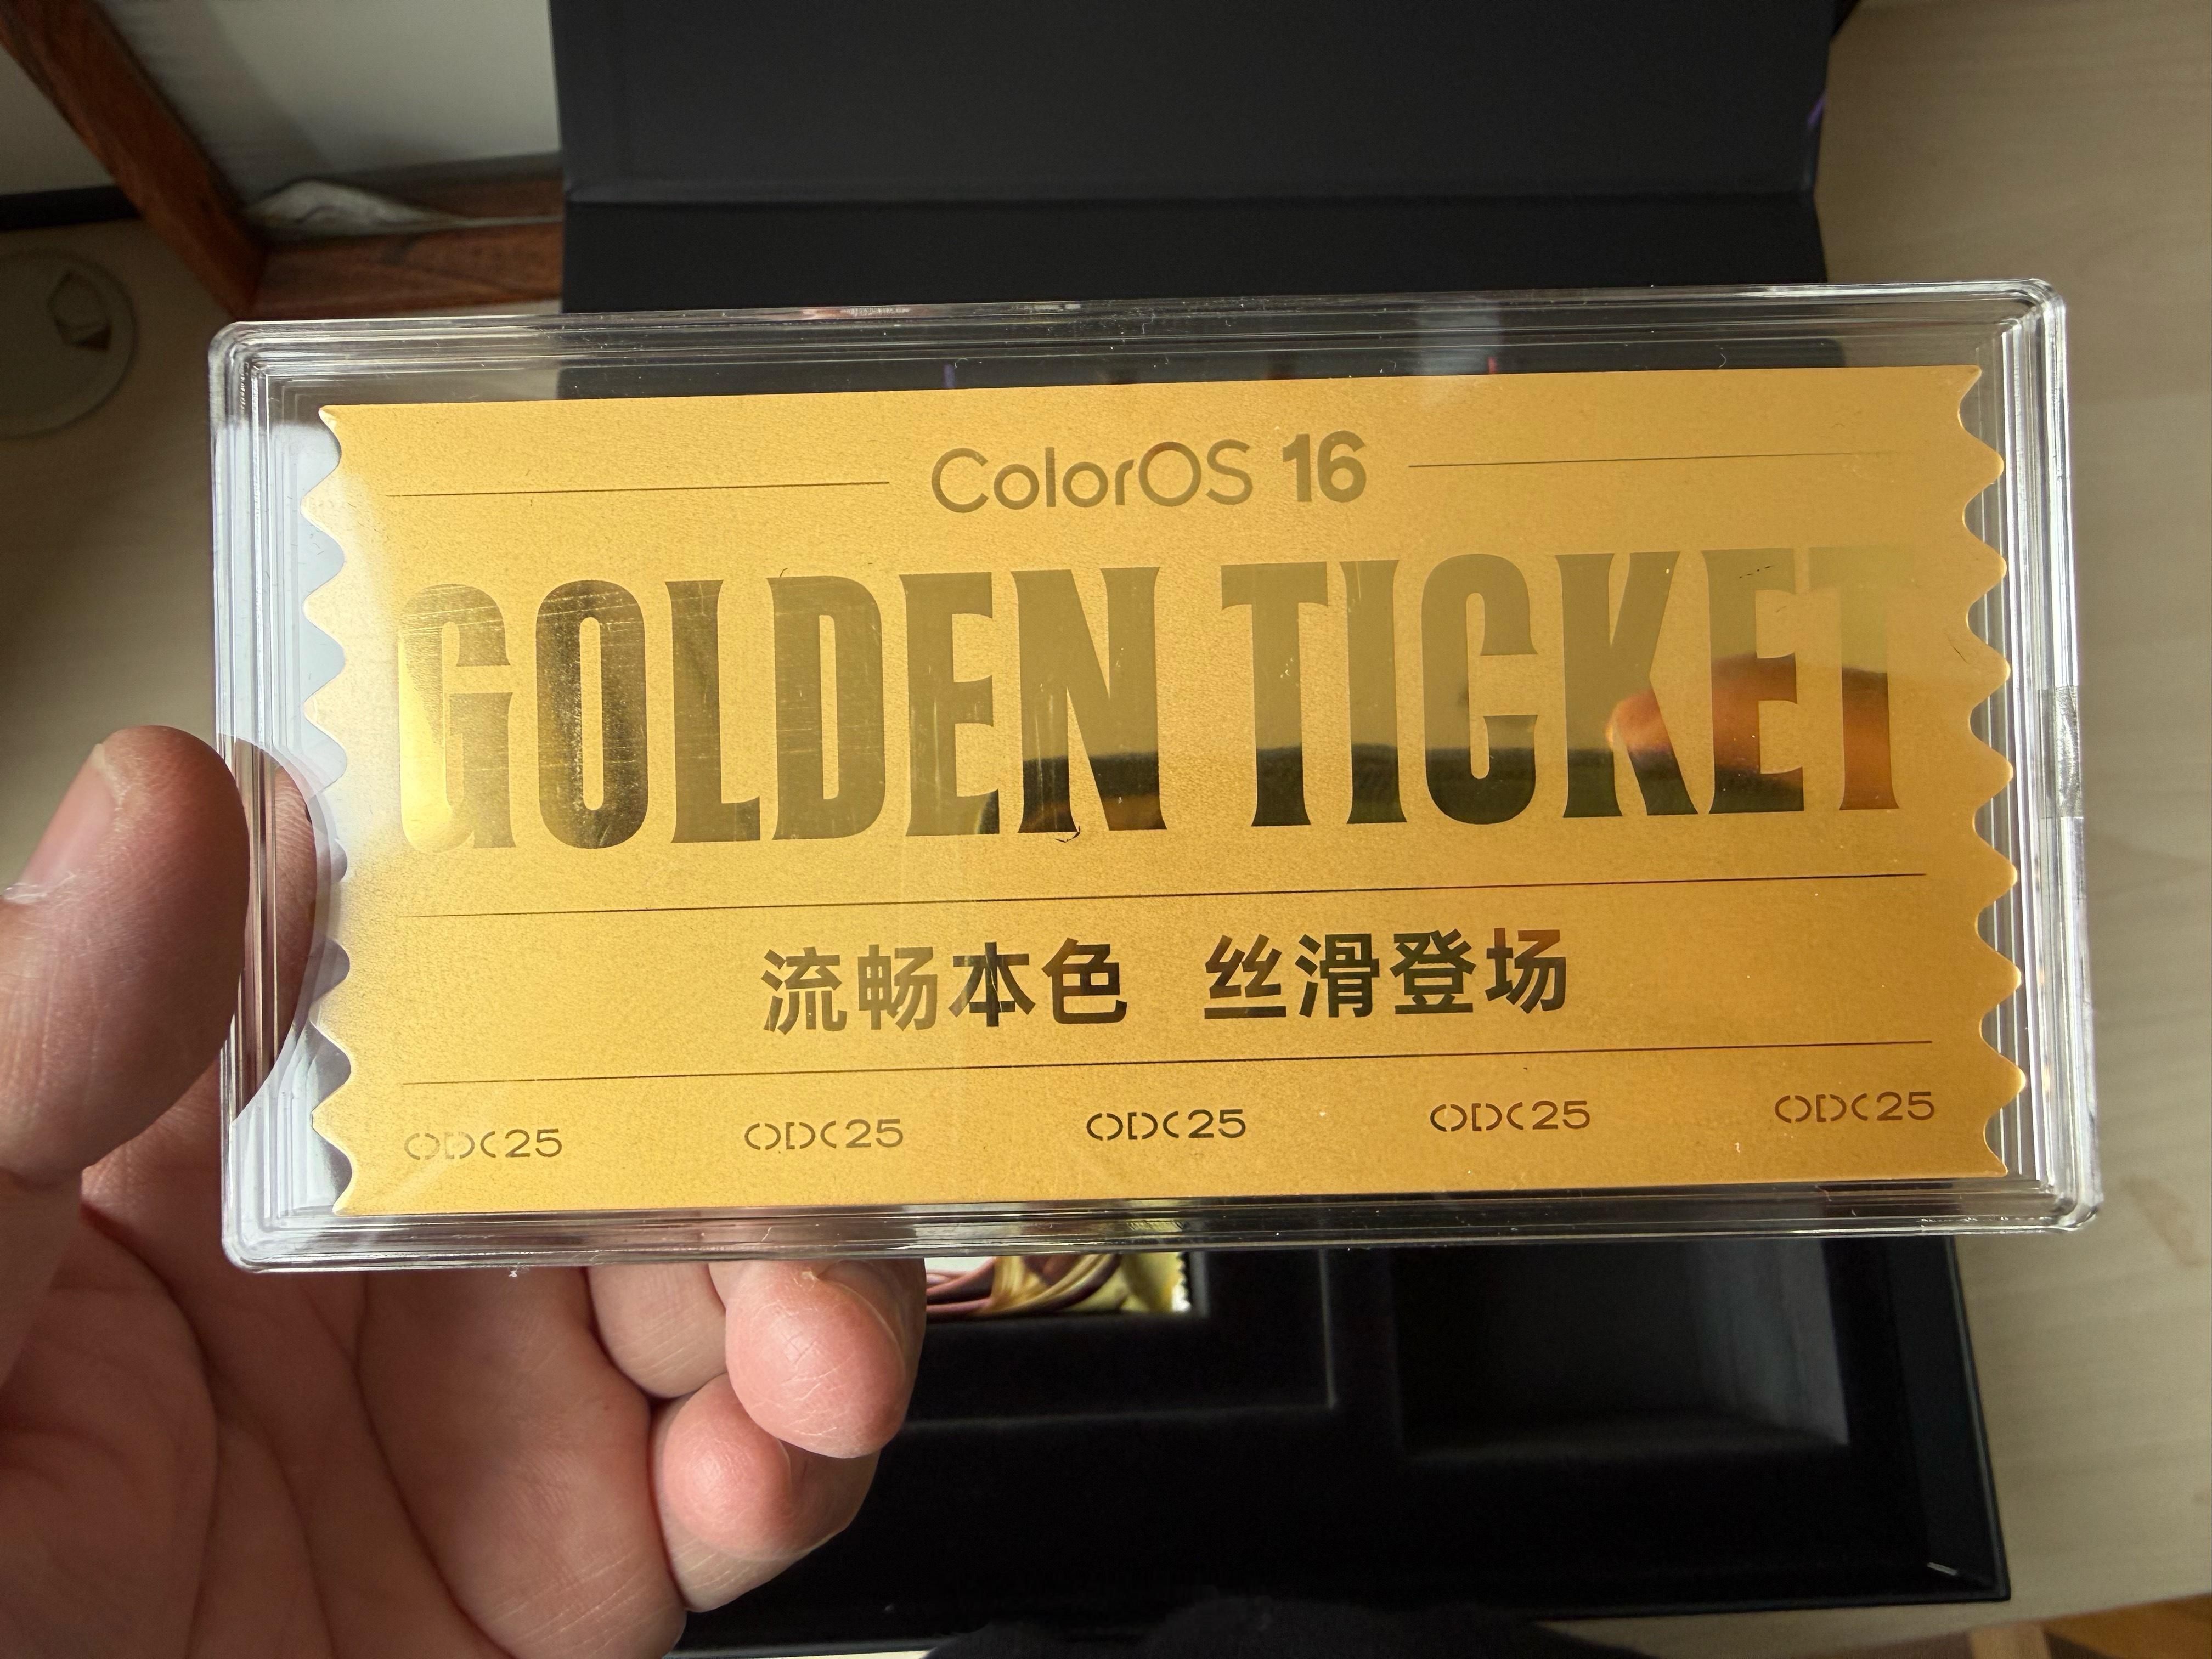 ColorOS 16
GOLDEN TICKET
流畅本色 丝滑登场
ODC25 ODC25 ODC25 ODC25 ODC25